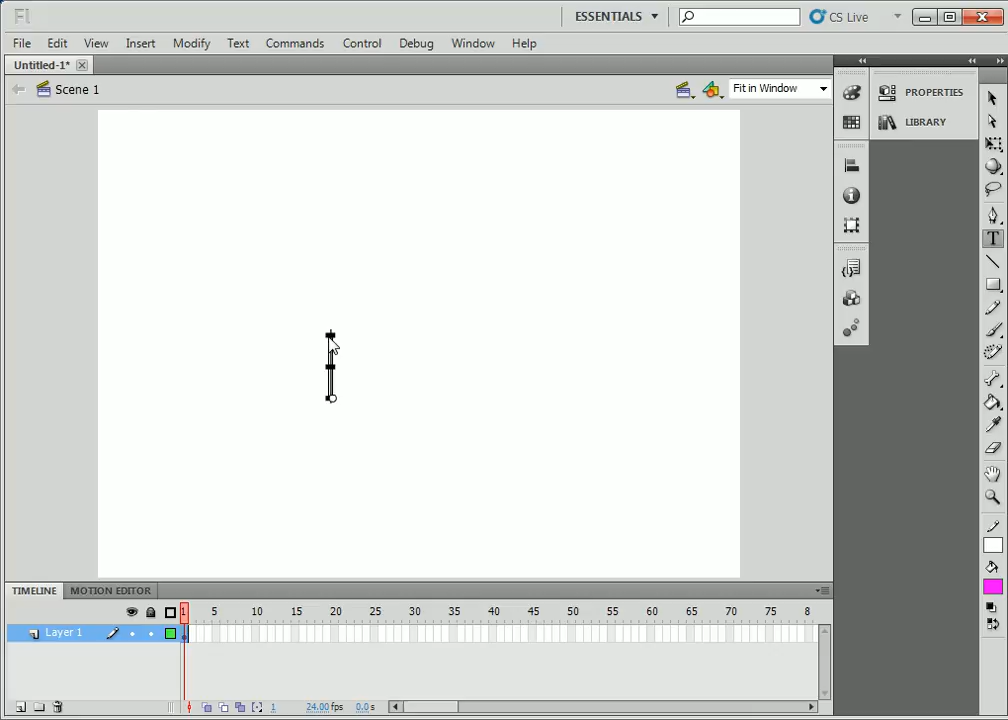 Fl
ESSENTIALS
CS Live
File Edit View Insert Modify Text Commands Control Debug Window Help
Untitled-1*
Scene 1
Fit in Window
PROPERTIES
LIBRARY
T
TIMELINE MOTION EDITOR
1 5 10 15 20 25 30 35 40 45 50 55 60 65 70 75 8
Layer 1
1 24.00 fps 0.0 s